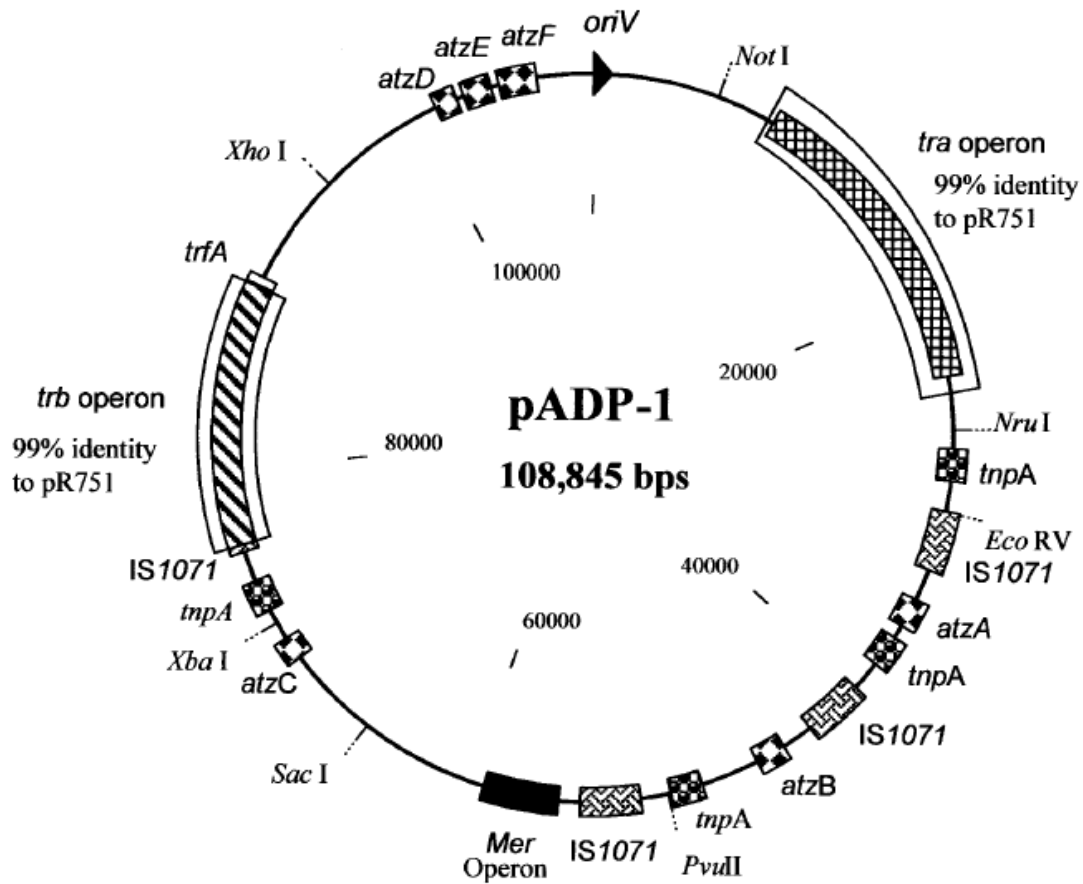 oriV
atzF
atzE
atzD
Not I
Xho I
tra operon
99% identity
to pR751
trfA
100000
20000
trb operon
99% identity
to pR751
pADP-1
108,845 bps
80000
Nru I
tnpA
Eco RV
IS1071
40000
60000
IS1071
tnpA
Xba I
atzC
atzA
tnpA
IS1071
Sac I
atzB
tnpA
PvuII
IS1071
Mer
Operon